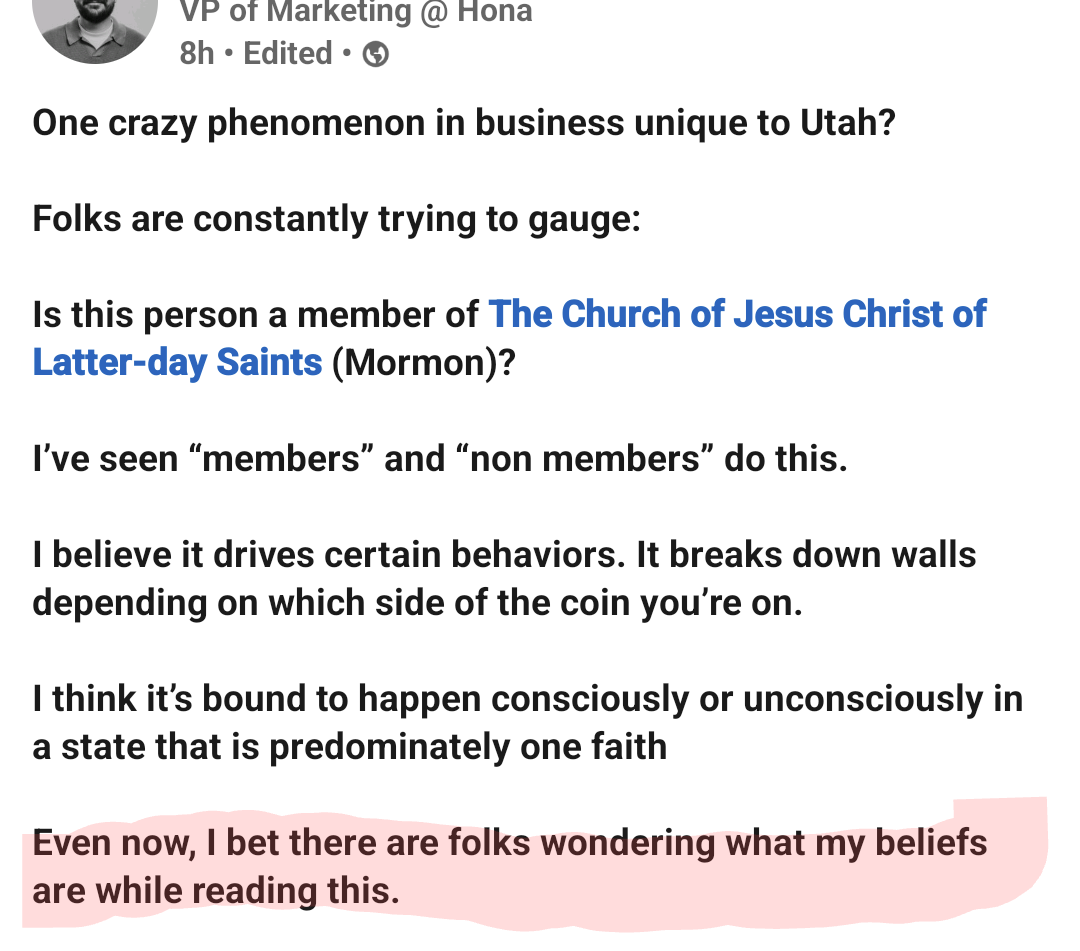 VP of Marketing @ Hona
8h • Edited •
One crazy phenomenon in business unique to Utah?
Folks are constantly trying to gauge:
Is this person a member of The Church of Jesus Christ of
Latter-day Saints (Mormon)?
I’ve seen “members” and “non members” do this.
I believe it drives certain behaviors. It breaks down walls
depending on which side of the coin you’re on.
I think it’s bound to happen consciously or unconsciously in
a state that is predominately one faith
Even now, I bet there are folks wondering what my beliefs
are while reading this.